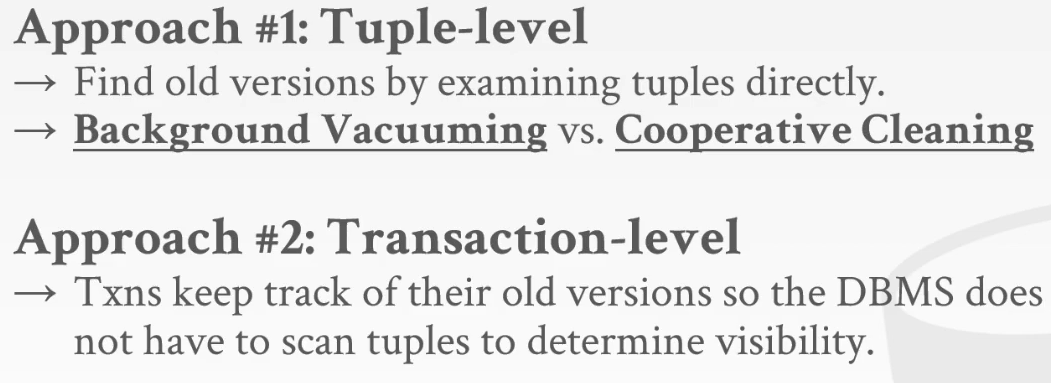 Approach #1: Tuple-level
→ Find old versions by examining tuples directly.
→ Background Vacuuming vs. Cooperative Cleaning
Approach #2: Transaction-level
→ Txns keep track of their old versions so the DBMS does
not have to scan tuples to determine visibility.